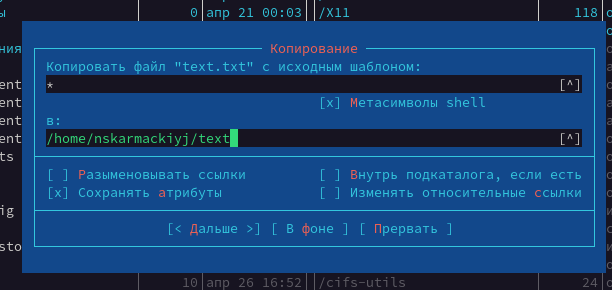 ы 0 апр 21 00:03 /X11 118
Копирование
ния
Копировать файл "text.txt" с исходным шаблоном:
ent * [^]
ent [x] Метасимволы shell
ent в:
ent /home/nskarmackiyj/text [^]
ts
[ ] Разыменовывать ссылки [ ] Внутрь подкаталога, если есть
[x] Сохранять атрибуты [ ] Изменять относительные ссылки
ig
[< Дальше >] [ В фоне ] [ Прервать ]
sto
10 апр 26 16:52 /cifs-utils 24